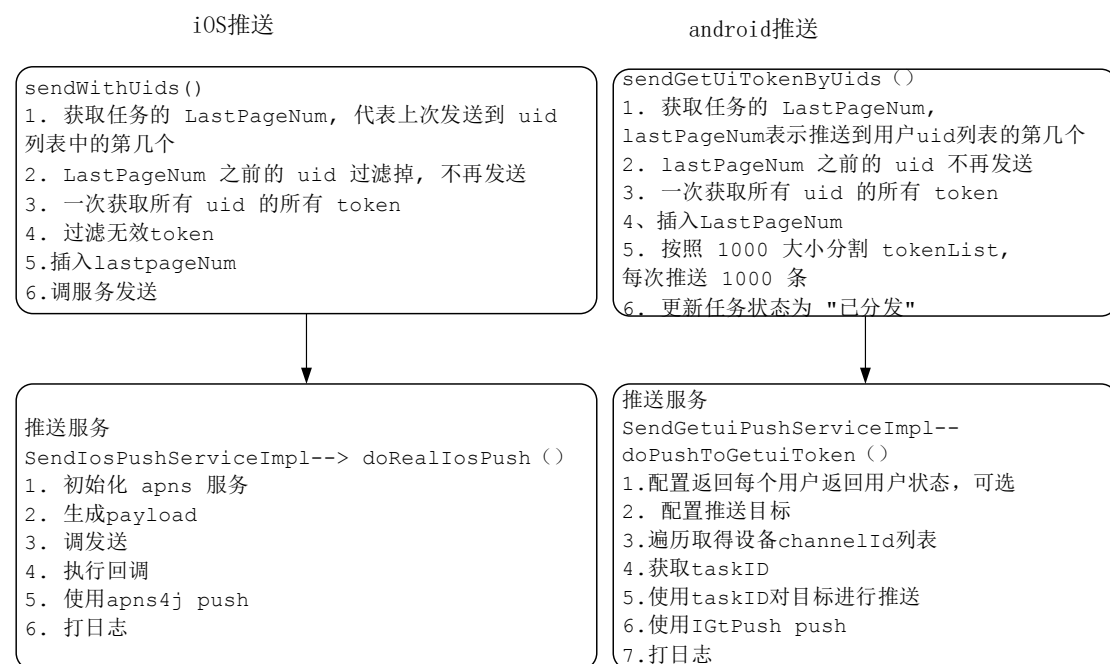 iOS推送
sendWithUids()
1. 获取任务的 LastPageNum, 代表上次发送到 uid
列表中的第几个
2. LastPageNum 之前的 uid 过滤掉, 不再发送
3. 一次获取所有 uid 的所有 token
4. 过滤无效token
5.插入lastpageNum
6.调服务发送
推送服务
SendIosPushServiceImpl--> doRealIosPush（）
1. 初始化 apns 服务
2. 生成payload
3. 调发送
4. 执行回调
5. 使用apns4j push
6. 打日志
android推送
sendGetUiTokenByUids（）
1. 获取任务的 LastPageNum,
lastPageNum表示推送到用户uid列表的第几个
2. lastPageNum 之前的 uid 不再发送
3. 一次获取所有 uid 的所有 token
4、插入LastPageNum
5. 按照 1000 大小分割 tokenList,
每次推送 1000 条
6. 更新任务状态为 "已分发"
推送服务
SendGetuiPushServiceImpl--
doPushToGetuiToken（）
1.配置返回每个用户返回用户状态，可选
2. 配置推送目标
3.遍历取得设备channelId列表
4.获取taskID
5.使用taskID对目标进行推送
6.使用IGtPush push
7.打日志